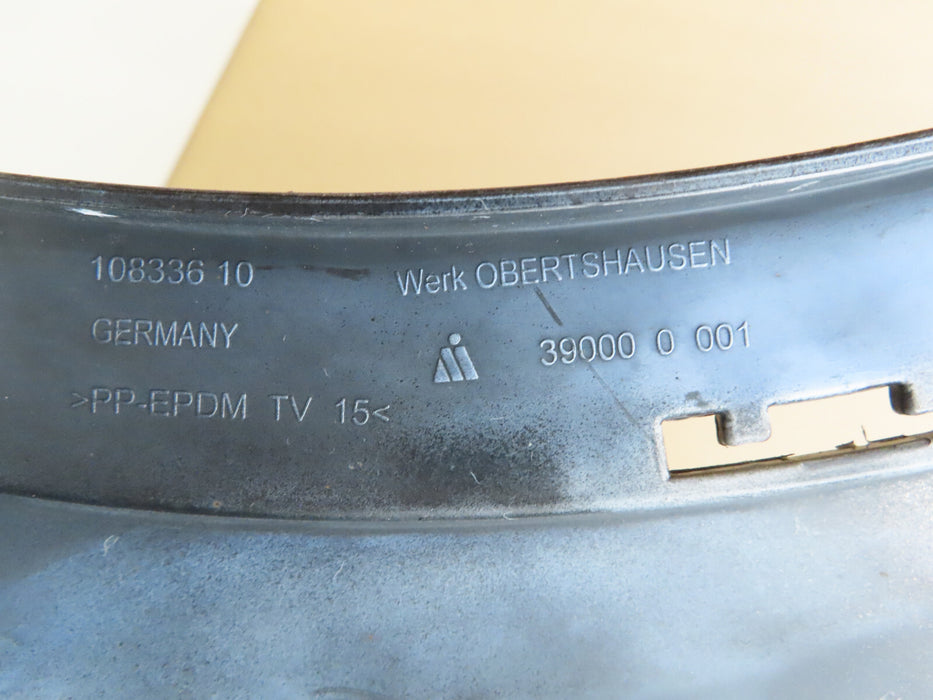 108336 10
GERMANY
>PP-EPDM TV 15<
Werk OBERTSHAUSEN
39000 0 001